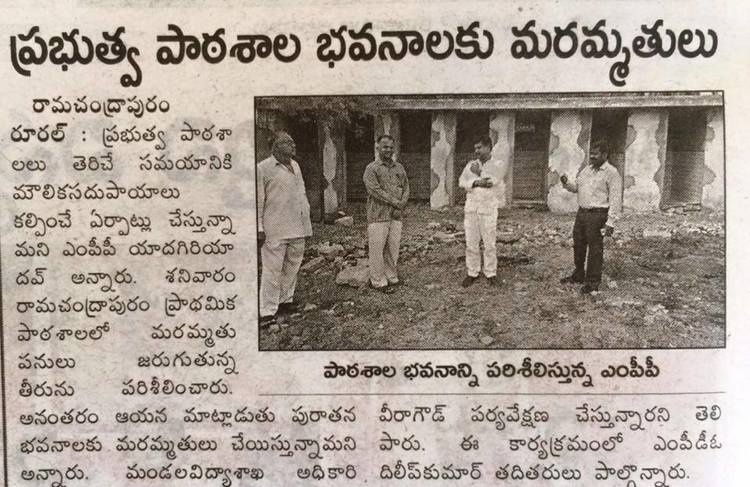 ప్రభుత్వ పాఠశాల భవనాలకు మరమ్మతులు
రామచంద్రాపురం
రూరల్ : ప్రభుత్వ పాఠశా
లలు తెరిచే సమయానికి
మౌలికసదుపాయాలు
కల్పించే ఏర్పాట్లు చేస్తున్నా
మని ఎంపీపీ యాదగిరియా
దవ్ అన్నారు. శనివారం
రామచంద్రాపురం ప్రాథమిక
పాఠశాలలో మరమ్మతు
పనులు జరుగుతున్న
తీరును పరిశీలించారు.
అనంతరం ఆయన మాట్లాడుతు పురాతన
భవనాలకు మరమ్మతులు చేయిస్తున్నామని
అన్నారు. మండలవిద్యాశాఖ అధికారి
పాఠశాల భవనాన్ని పరిశీలిస్తున్న ఎంపీపీ
వీరాగౌడ్ పర్యవేక్షణ చేస్తున్నారని తెలి
పారు. ఈ కార్యక్రమంలో ఎంపీడీఓ
దిలీప్‌కుమార్ తదితరులు పాల్గొన్నారు.